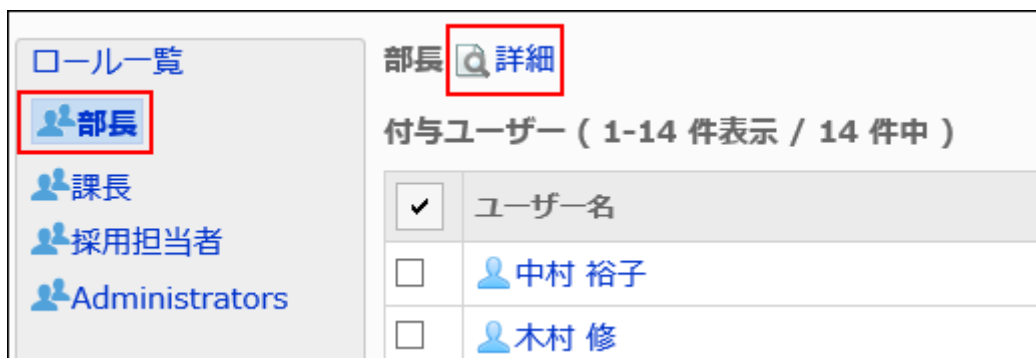 ロール一覧
部長
課長
採用担当者
Administrators
部長 詳細
付与ユーザー ( 1-14 件表示 / 14 件中 )
ユーザー名
中村 裕子
木村 修